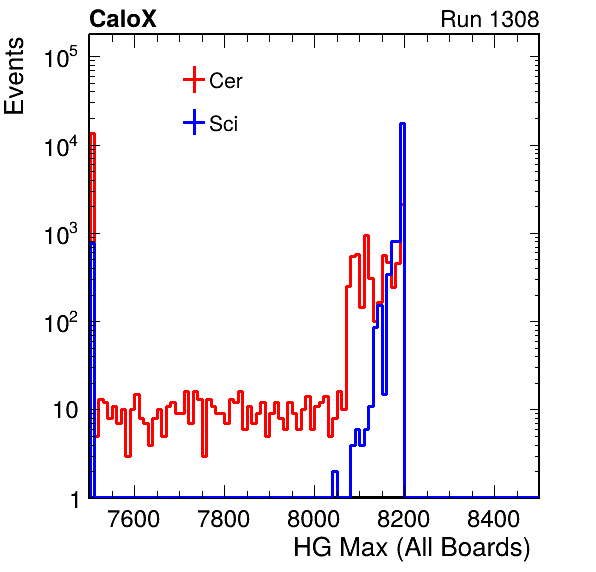 CaloX Run 1308
Events
Cer
Sci
10^5
10^4
10^3
10^2
10
1
7600 7800 8000 8200 8400
HG Max (All Boards)